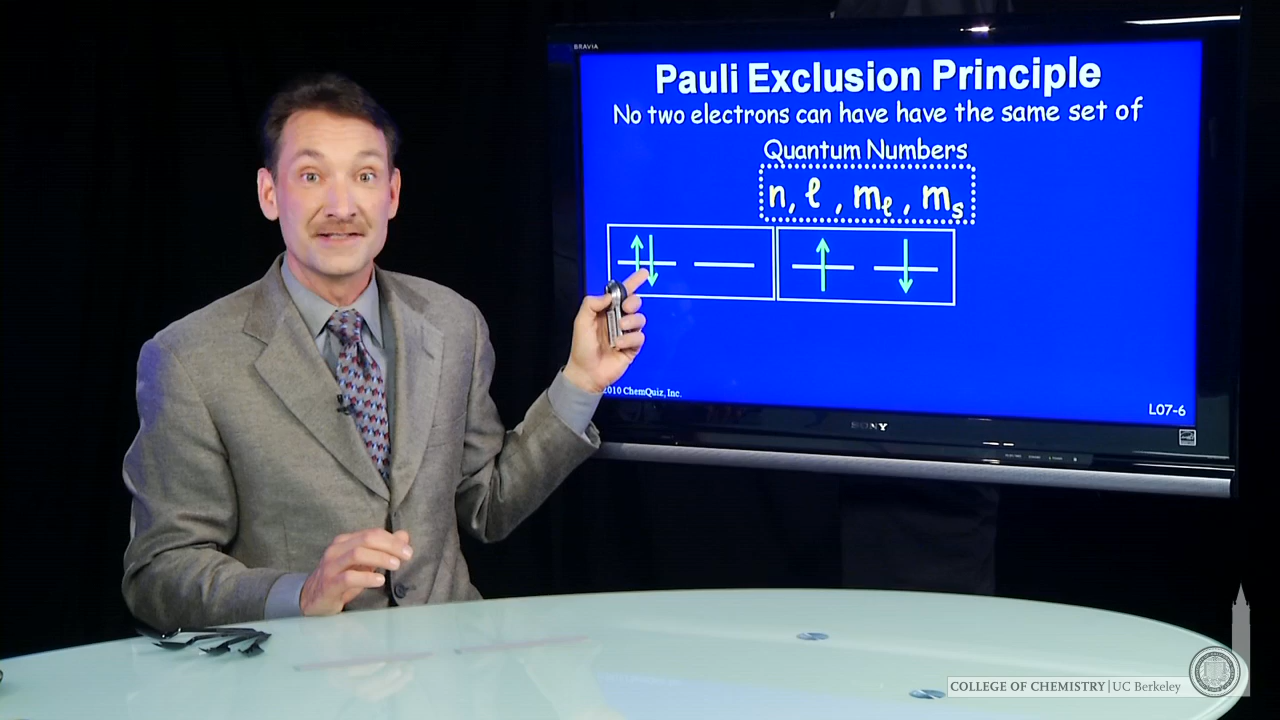 BRAVIA
Pauli Exclusion Principle
No two electrons can have have the same set of
Quantum Numbers
n, ℓ , mℓ , ms
2010 ChemQuiz, Inc.
L07-6
SONY
COLLEGE OF CHEMISTRY | UC Berkeley